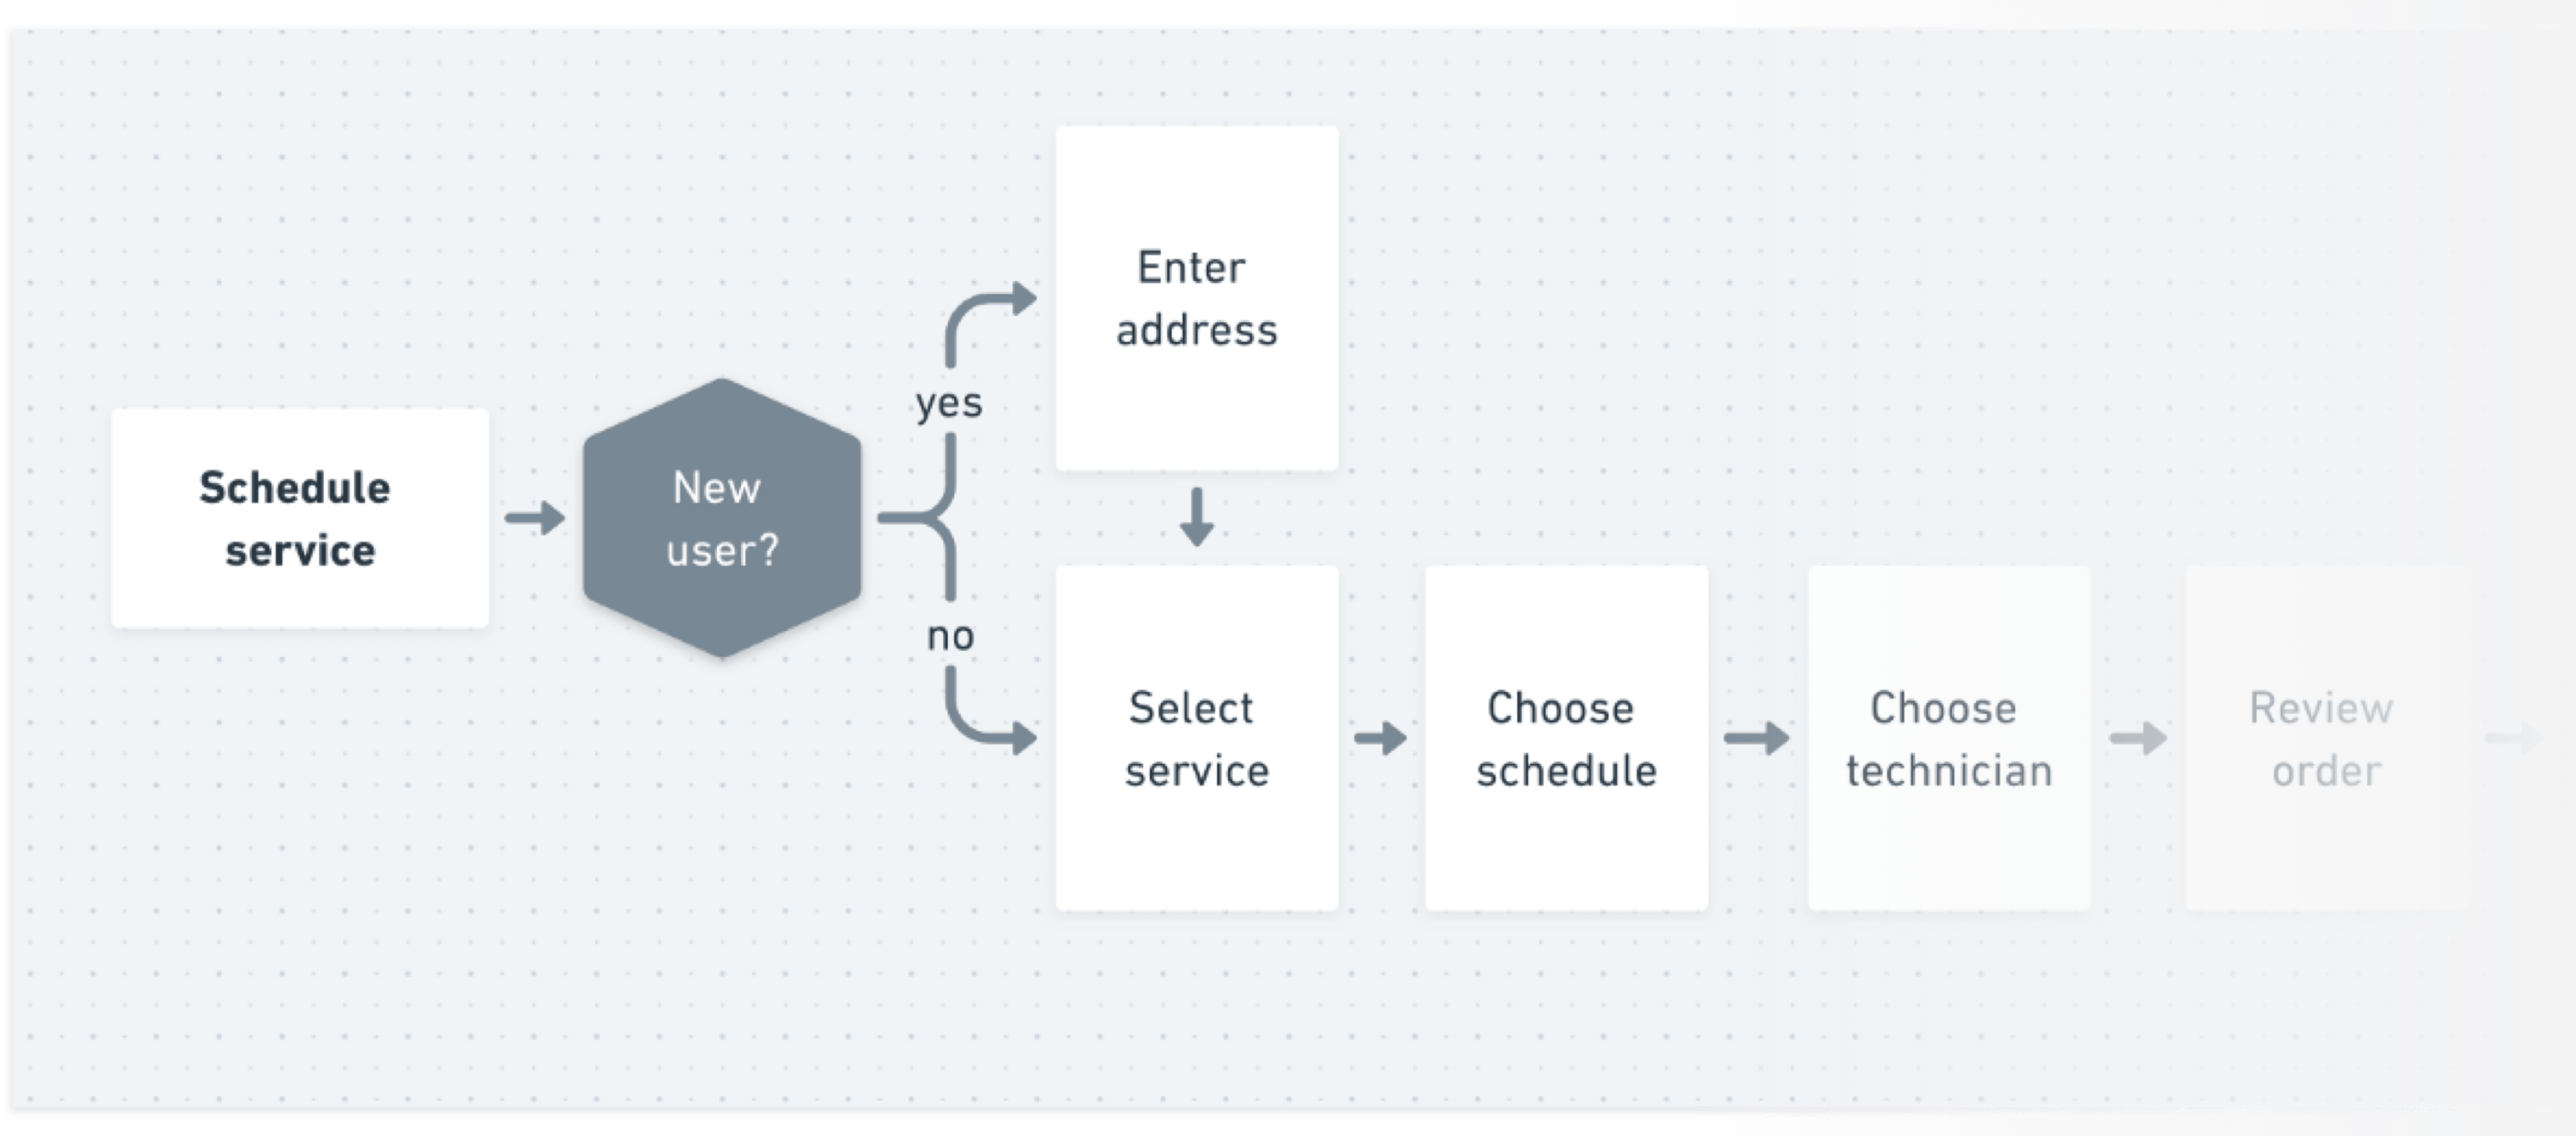 Schedule
service
New
user?
yes
no
Enter
address
Select
service
Choose
schedule
Choose
technician
Review
order